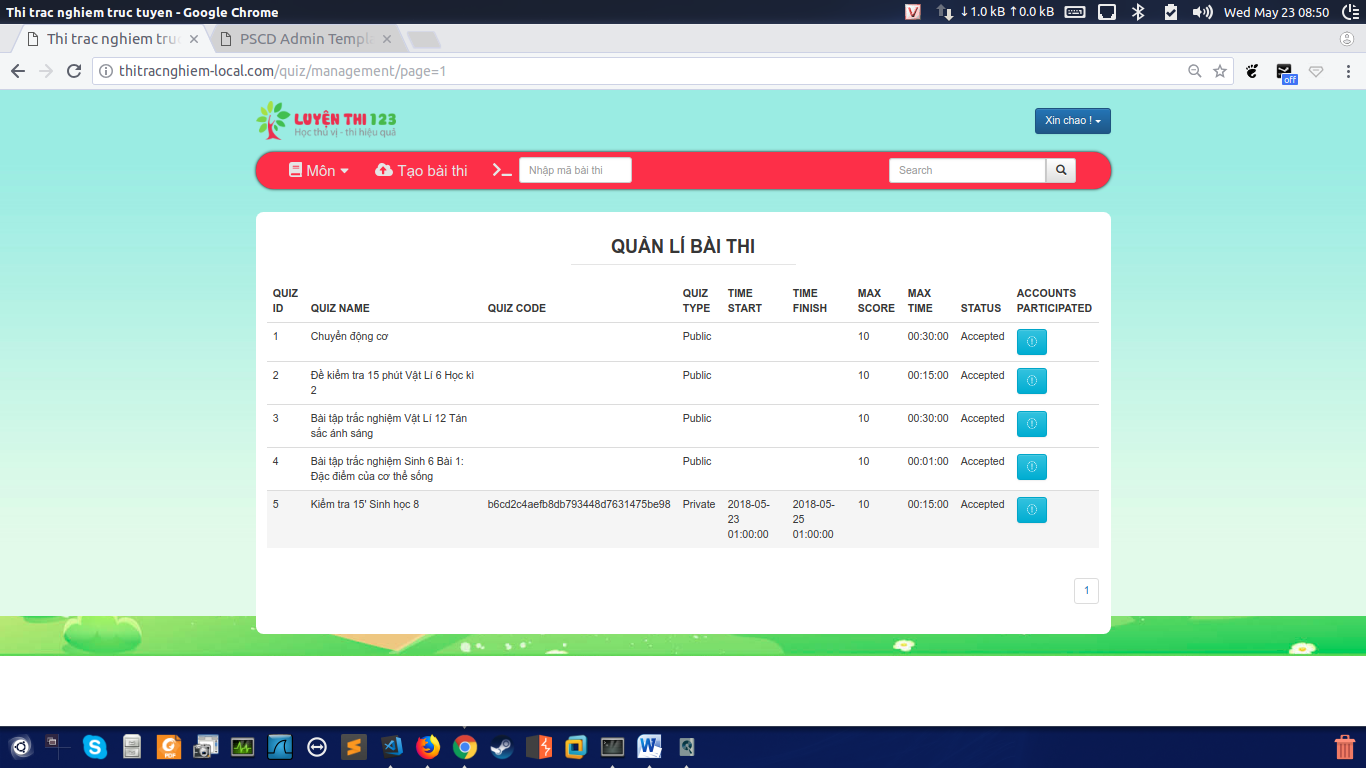 Thi trac nghiem truc tuyen - Google Chrome
↓1.0 kB ↑0.0 kB
Wed May 23 08:50
Thi trac nghiem tru
PSCD Admin Templa
thitracnghiem-local.com/quiz/management/page=1
off
LUYỆN THI 123
Học thú vị - thi hiệu quả
Xin chao !
Môn
Tạo bài thi
Nhập mã bài thi
Search
QUẢN LÍ BÀI THI
QUIZ ID QUIZ NAME QUIZ CODE QUIZ TYPE TIME START TIME FINISH MAX SCORE MAX TIME STATUS ACCOUNTS PARTICIPATED
1 Chuyển động cơ Public 10 00:30:00 Accepted
2 Đề kiểm tra 15 phút Vật Lí 6 Học kì Public 10 00:15:00 Accepted
2
3 Bài tập trắc nghiệm Vật Lí 12 Tán Public 10 00:30:00 Accepted
sắc ánh sáng
4 Bài tập trắc nghiệm Sinh 6 Bài 1: Public 10 00:01:00 Accepted
Đặc điểm của cơ thể sống
5 Kiểm tra 15' Sinh học 8 b6cd2c4aefb8db793448d7631475be98 Private 2018-05- 2018-05- 10 00:15:00 Accepted
23 25
01:00:00 01:00:00
1